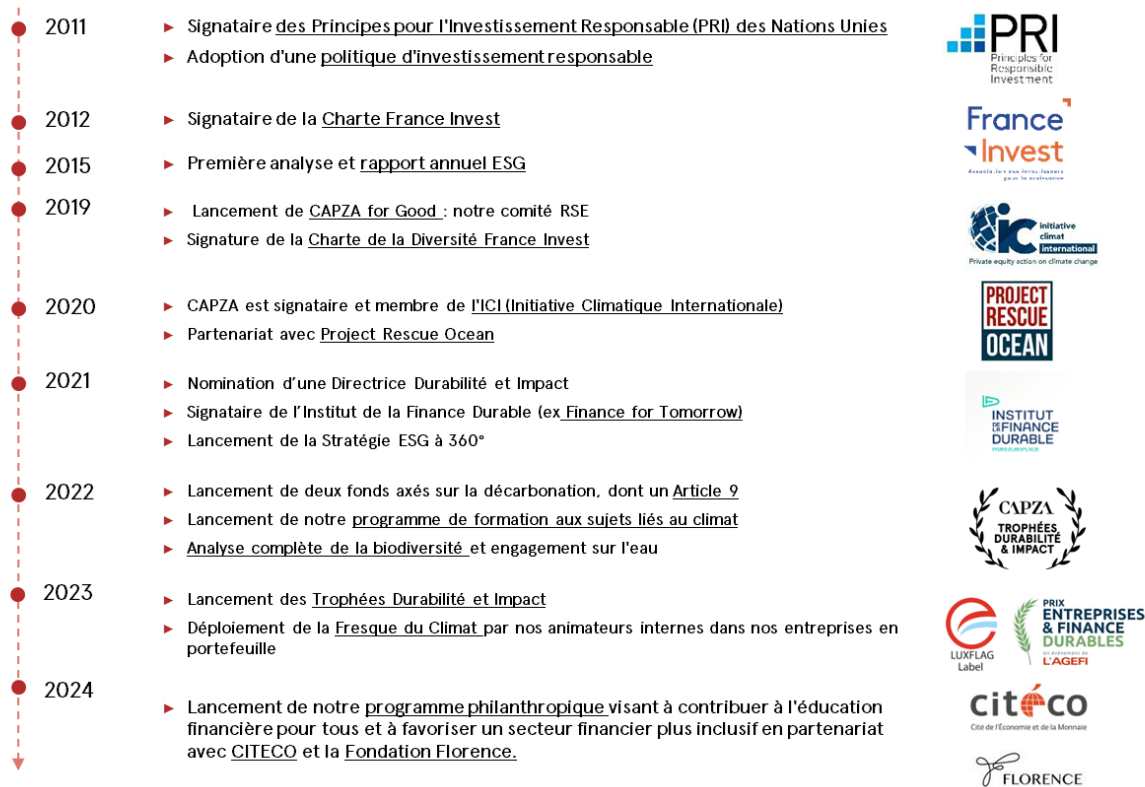 2011
Signataire des Principes pour l'Investissement Responsable (PRI) des Nations Unies
Adoption d'une politique d'investissement responsable
PRI
Principles for
Responsible
Investment
2012
Signataire de la Charte France Invest
France
Invest
2015
Première analyse et rapport annuel ESG
2019
Lancement de CAPZA for Good : notre comité RSE
Signature de la Charte de la Diversité France Invest
iC
initiative
climat
international
Private equity action on climate change
2020
CAPZA est signataire et membre de l'ICI (Initiative Climatique Internationale)
Partenariat avec Project Rescue Ocean
PROJECT
RESCUE
OCEAN
2021
Nomination d’une Directrice Durabilité et Impact
Signataire de l’Institut de la Finance Durable (ex Finance for Tomorrow)
Lancement de la Stratégie ESG à 360°
INSTITUT
DE LA FINANCE
DURABLE
PARIS EUROPLACE
2022
Lancement de deux fonds axés sur la décarbonation, dont un Article 9
Lancement de notre programme de formation aux sujets liés au climat
Analyse complète de la biodiversité et engagement sur l'eau
CAPZA
TROPHÉES
DURABILITÉ
& IMPACT
2023
Lancement des Trophées Durabilité et Impact
Déploiement de la Fresque du Climat par nos animateurs internes dans nos entreprises en
portefeuille
LUXFLAG
Label
PRIX
ENTREPRISES
& FINANCE
DURABLES
Un événement de
L'AGEFI
2024
Lancement de notre programme philanthropique visant à contribuer à l'éducation
financière pour tous et à favoriser un secteur financier plus inclusif en partenariat
avec CITECO et la Fondation Florence.
citéco
Cité de l'Économie et de la Monnaie
FLORENCE